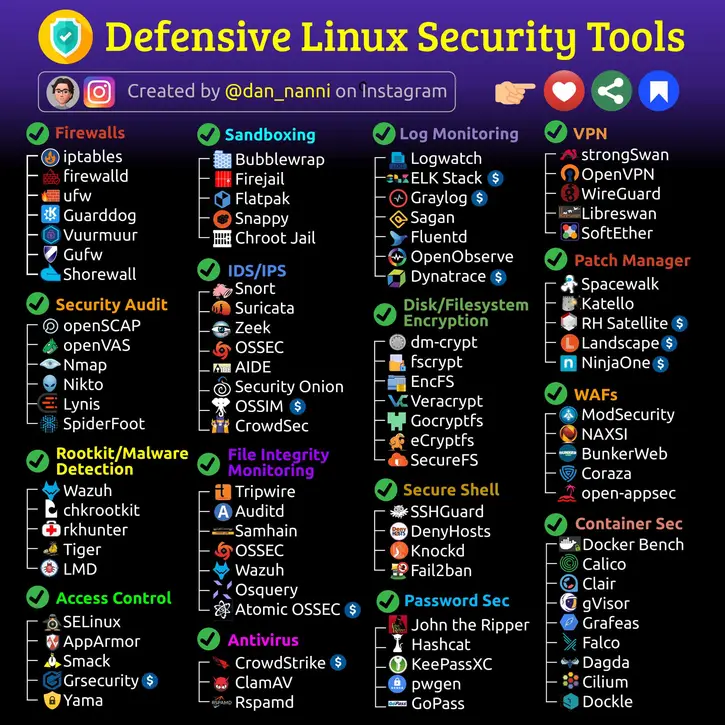 Defensive Linux Security Tools
Created by @dan_nanni on Instagram
Firewalls
iptables
firewalld
ufw
Guarddog
Vuurmuur
Gufw
Shorewall
Security Audit
openSCAP
openVAS
Nmap
Nikto
Lynis
SpiderFoot
Rootkit/Malware
Detection
Wazuh
chkrootkit
rkhunter
Tiger
LMD
Access Control
SELinux
AppArmor
Smack
Grsecurity $
Yama
Sandboxing
Bubblewrap
Firejail
Flatpak
Snappy
Chroot Jail
IDS/IPS
Snort
Suricata
Zeek
OSSEC
AIDE
Security Onion
OSSIM $
CrowdSec
File Integrity
Monitoring
Tripwire
Auditd
Samhain
OSSEC
Wazuh
Osquery
Atomic OSSEC $
Antivirus
CrowdStrike $
ClamAV
RSPAMD Rspamd
Log Monitoring
Logwatch
ELK Stack $
Graylog $
Sagan
Fluentd
OpenObserve
Dynatrace $
Disk/Filesystem
Encryption
dm-crypt
fscrypt
EncFS
Veracrypt
Gocryptfs
eCryptfs
SecureFS
Secure Shell
SSHGuard
DenyHosts
Knockd
Fail2ban
Password Sec
John the Ripper
Hashcat
KeePassXC
pwgen
GoPass GoPass
VPN
strongSwan
OpenVPN
WireGuard
Libreswan
SoftEther
Patch Manager
Spacewalk
Katello
RH Satellite $
Landscape $
NinjaOne $
WAFs
ModSecurity
NAXSI
BunkerWeb
Coraza
open-appsec
Container Sec
Docker Bench
Calico
Clair
gVisor
Grafeas
Falco
Dagda
Cilium
Dockle